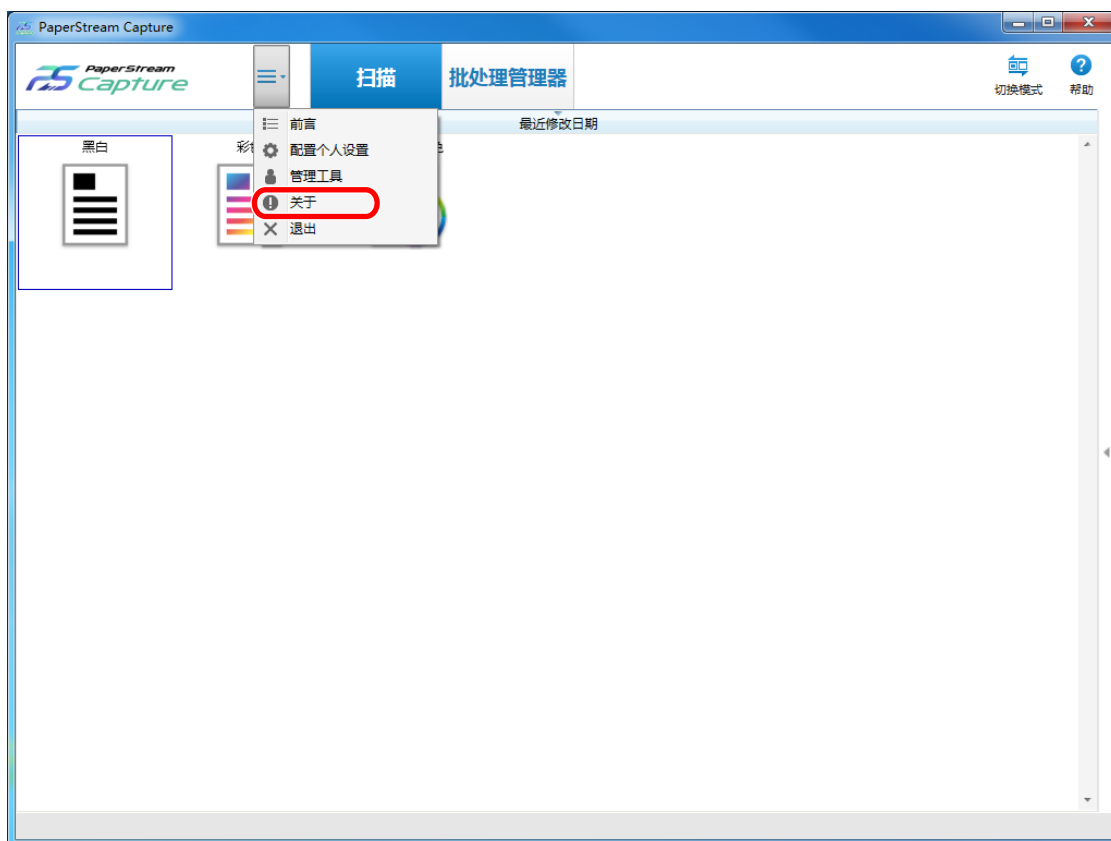 PaperStream Capture
PaperStream
Capture
扫描
批处理管理器
切换模式
帮助
最近修改日期
黑白
前言
配置个人设置
管理工具
关于
退出